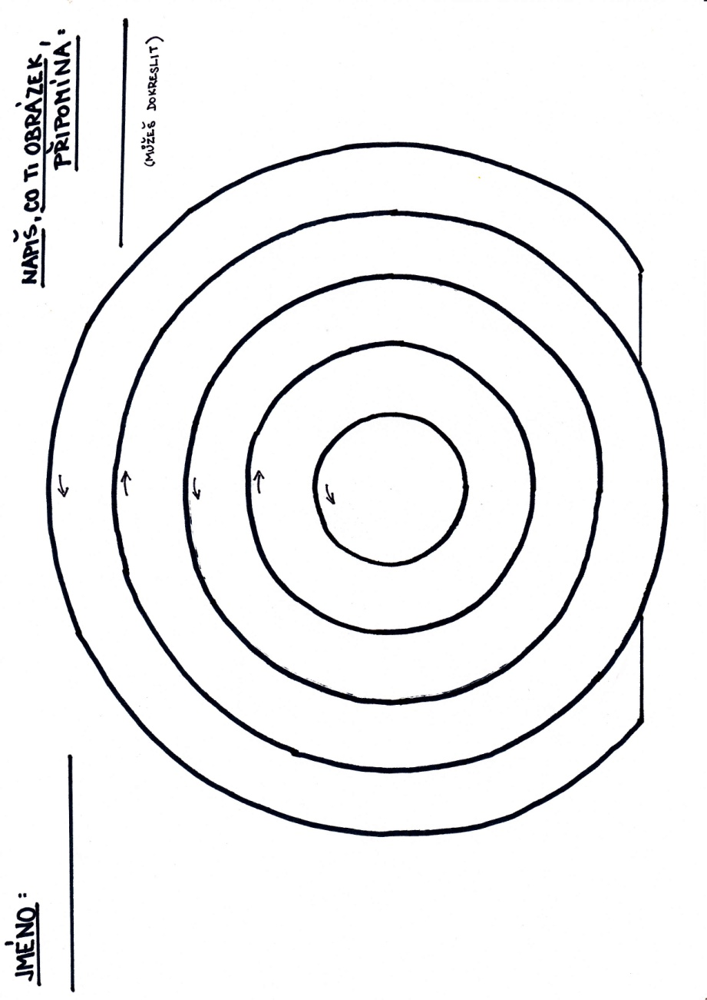 JMÉNO:
NAPIŠ, CO TI OBRÁZEK,
PŘIPOMÍNÁ:
(MŮŽEŠ DOKRESLIT)